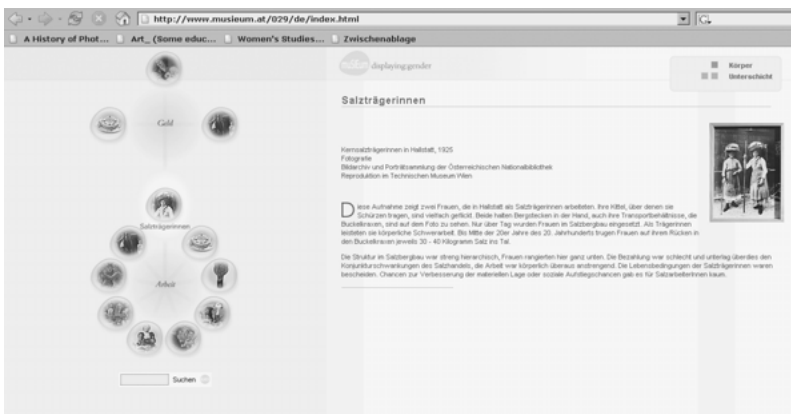 http://www.musieum.at/029/de/index.html
A History of Phot...
Art_ (Some educ...
Women's Studies...
Zwischenablage
Geld
Salzträgerinnen
Arbeit
Suchen
musieum displaying:gender
Körper
Unterschicht
Salzträgerinnen
Kernsalzträgerinnen in Hallstatt, 1925
Fotografie
Bildarchiv und Porträtsammlung der Österreichischen Nationalbibliothek
Reproduktion im Technischen Museum Wien
Diese Aufnahme zeigt zwei Frauen, die in Hallstatt als Salzträgerinnen arbeiteten. Ihre Kittel, über denen sie
Schürzen tragen, sind vielfach geflickt. Beide halten Bergstecken in der Hand, auch ihre Transportbehältnisse, die
Buckelkraxen, sind auf dem Foto zu sehen. Nur über Tag wurden Frauen im Salzbergbau eingesetzt. Als Trägerinnen
leisteten sie körperliche Schwerarbeit. Bis Mitte der 20er Jahre des 20. Jahrhunderts trugen Frauen auf ihrem Rücken in
den Buckelkraxen jeweils 30 - 40 Kilogramm Salz ins Tal.
Die Struktur im Salzbergbau war streng hierarchisch, Frauen rangierten hier ganz unten. Die Bezahlung war schlecht und unterlag überdies den
Konjunkturschwankungen des Salzhandels, die Arbeit war körperlich überaus anstrengend. Die Lebensbedingungen der Salzträgerinnen waren
bescheiden. Chancen zur Verbesserung der materiellen Lage oder soziale Aufstiegschancen gab es für Salzarbeiterinnen kaum.